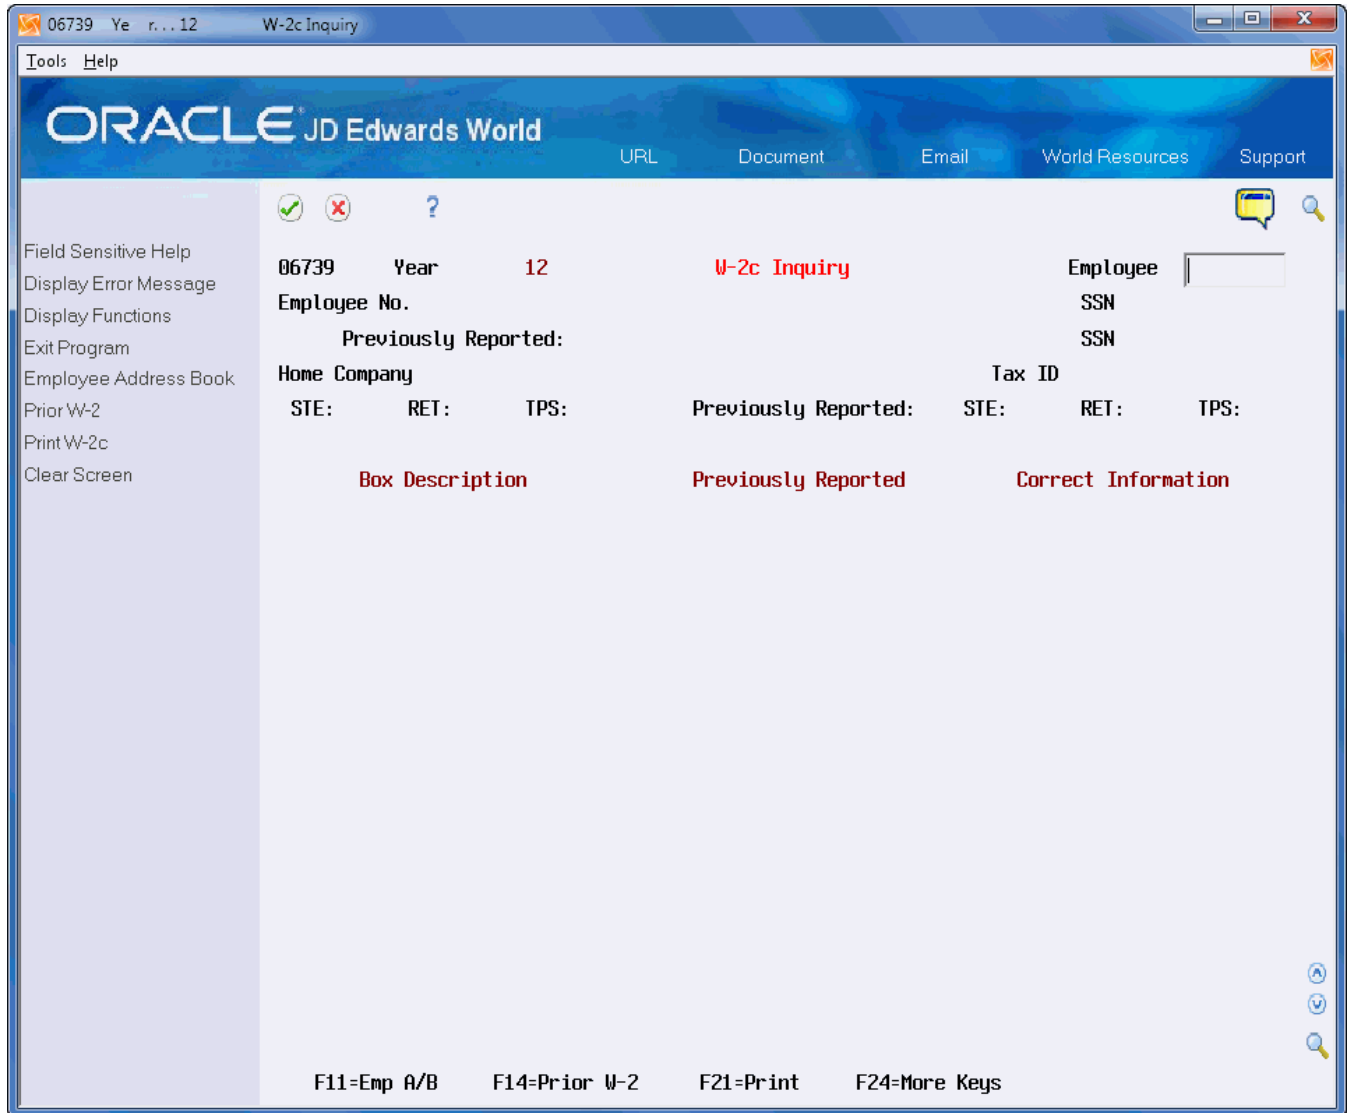 06739 Ye r... 12 W-2c Inquiry
Tools Help
ORACLE JD Edwards World
URL Document Email World Resources Support
?
Field Sensitive Help
Display Error Message
Display Functions
Exit Program
Employee Address Book
Prior W-2
Print W-2c
Clear Screen
06739 Year 12 W-2c Inquiry Employee
Employee No. SSN
Previously Reported: SSN
Home Company Tax ID
STE: RET: TPS: Previously Reported: STE: RET: TPS:
Box Description Previously Reported Correct Information
F11=Emp A/B F14=Prior W-2 F21=Print F24=More Keys